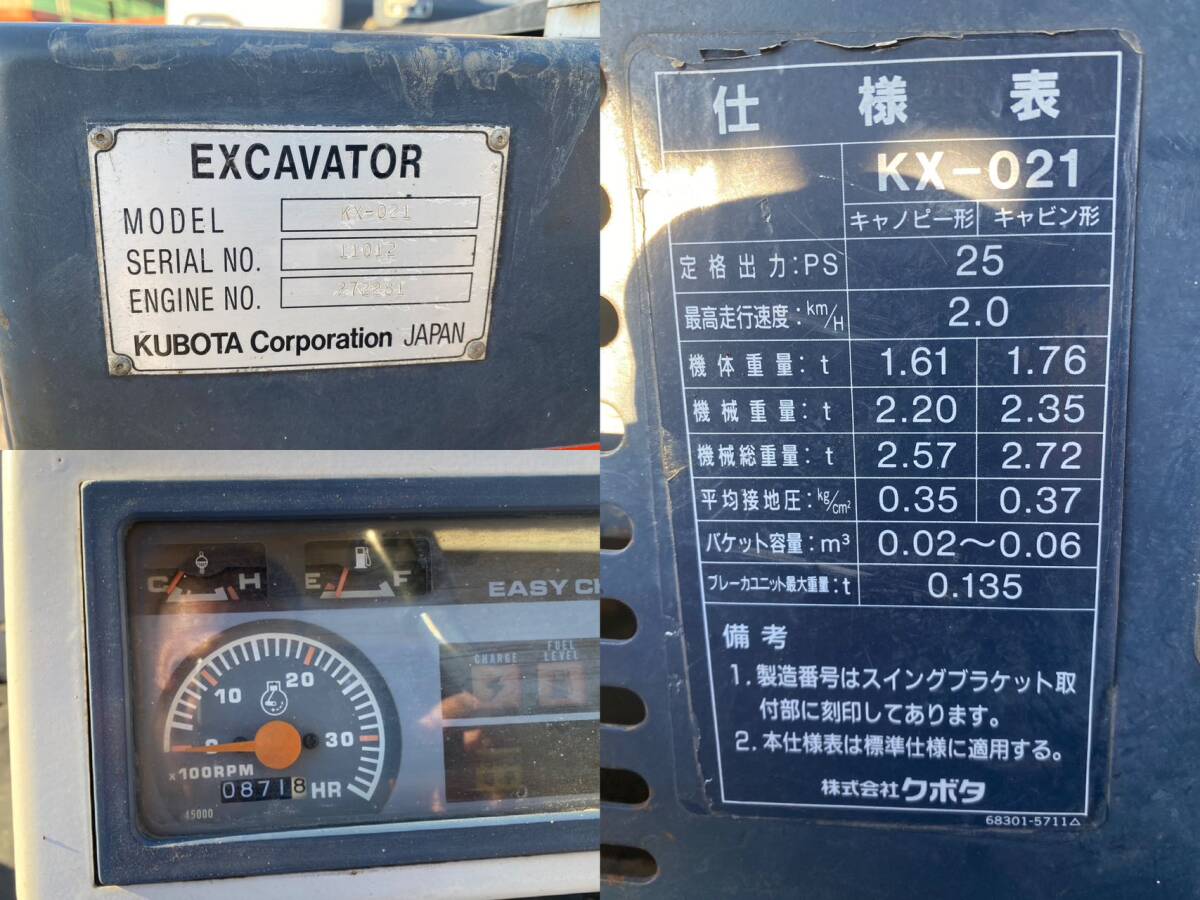 EXCAVATOR
MODEL KX-021
SERIAL NO. 11012
ENGINE NO.
KUBOTA Corporation JAPAN
C H E F
EASY CH
CHARGE FUEL LEVEL
10 20
0 30
x100RPM
08718 HR
45000
仕様表
KX-021
キャノピー形 キャビン形
定格出力:PS 25
最高走行速度:km/H 2.0
機体重量:t 1.61 1.76
機械重量:t 2.20 2.35
機械総重量:t 2.57 2.72
平均接地圧:kg/cm² 0.35 0.37
バケット容量:m³ 0.02〜0.06
ブレーカユニット最大重量:t 0.135
備考
1. 製造番号はスイングブラケット取
付部に刻印してあります。
2. 本仕様表は標準仕様に適用する。
株式会社クボタ
68301-5711△